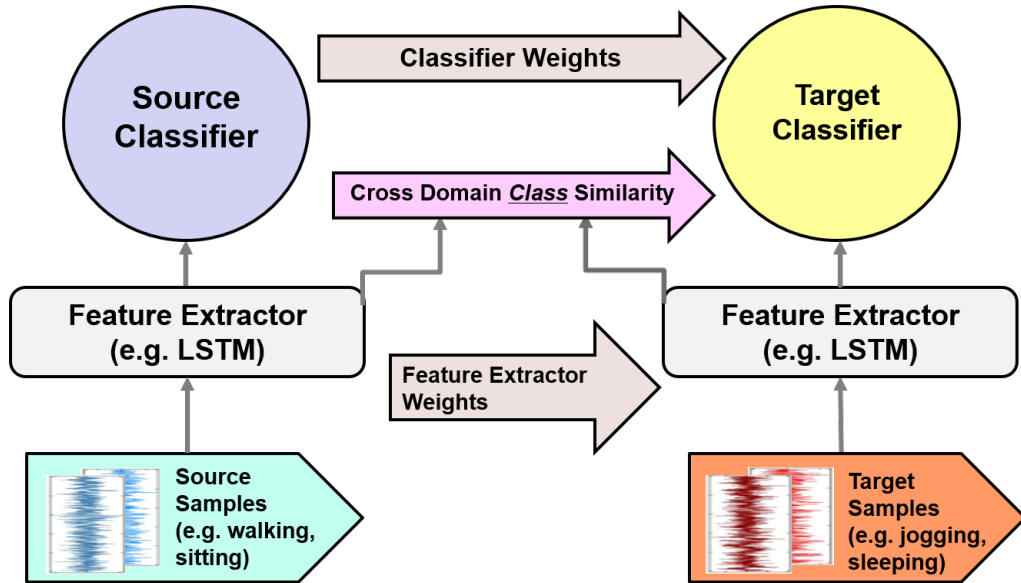 Source
Classifier
Classifier Weights
Target
Classifier
Cross Domain Class Similarity
Feature Extractor
(e.g. LSTM)
Feature Extractor
(e.g. LSTM)
Feature Extractor
Weights
Source
Samples
(e.g. walking,
sitting)
Target
Samples
(e.g. jogging,
sleeping)